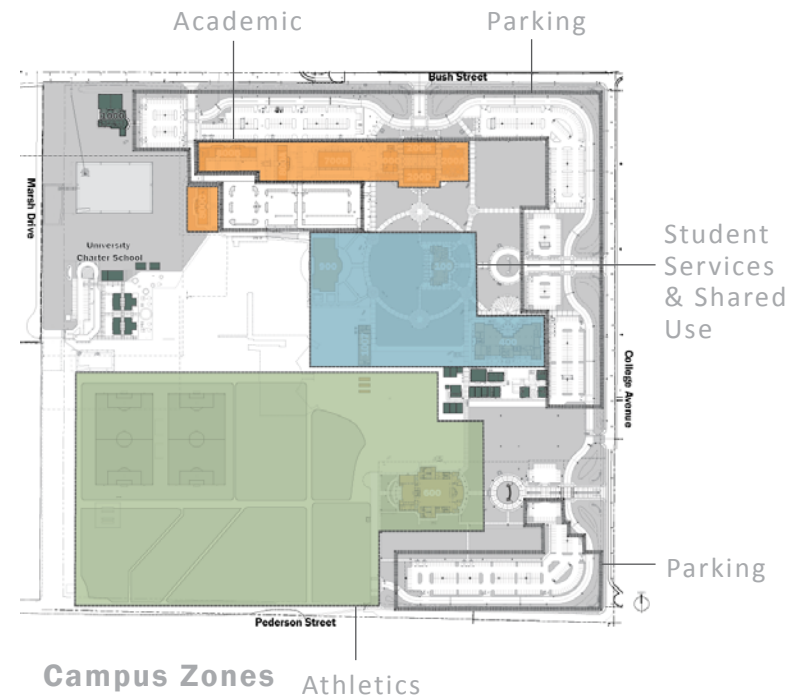 Academic
Parking
Bush Street
Marsh Drive
University
Charter School
Student
Services
& Shared
Use
College Avenue
Parking
Pederson Street
Campus Zones
Athletics